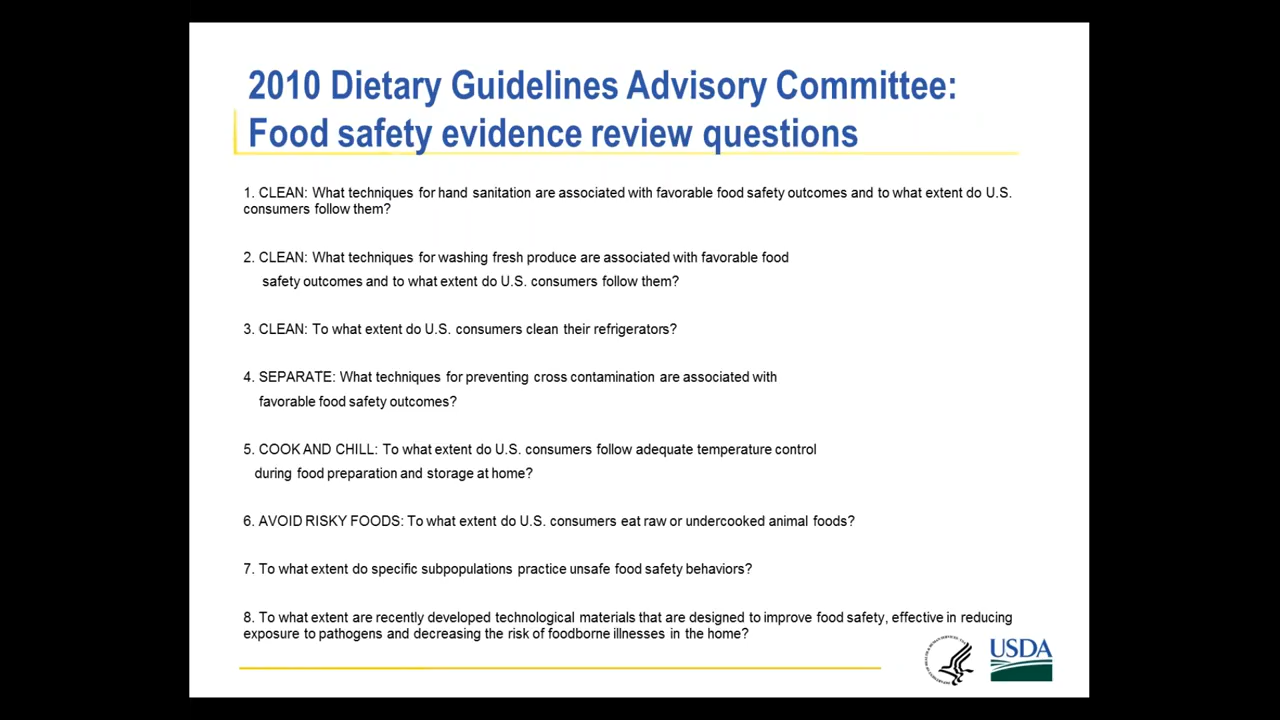 2010 Dietary Guidelines Advisory Committee:
Food safety evidence review questions
1. CLEAN: What techniques for hand sanitation are associated with favorable food safety outcomes and to what extent do U.S.
consumers follow them?
2. CLEAN: What techniques for washing fresh produce are associated with favorable food
safety outcomes and to what extent do U.S. consumers follow them?
3. CLEAN: To what extent do U.S. consumers clean their refrigerators?
4. SEPARATE: What techniques for preventing cross contamination are associated with
favorable food safety outcomes?
5. COOK AND CHILL: To what extent do U.S. consumers follow adequate temperature control
during food preparation and storage at home?
6. AVOID RISKY FOODS: To what extent do U.S. consumers eat raw or undercooked animal foods?
7. To what extent do specific subpopulations practice unsafe food safety behaviors?
8. To what extent are recently developed technological materials that are designed to improve food safety, effective in reducing
exposure to pathogens and decreasing the risk of foodborne illnesses in the home?
USDA